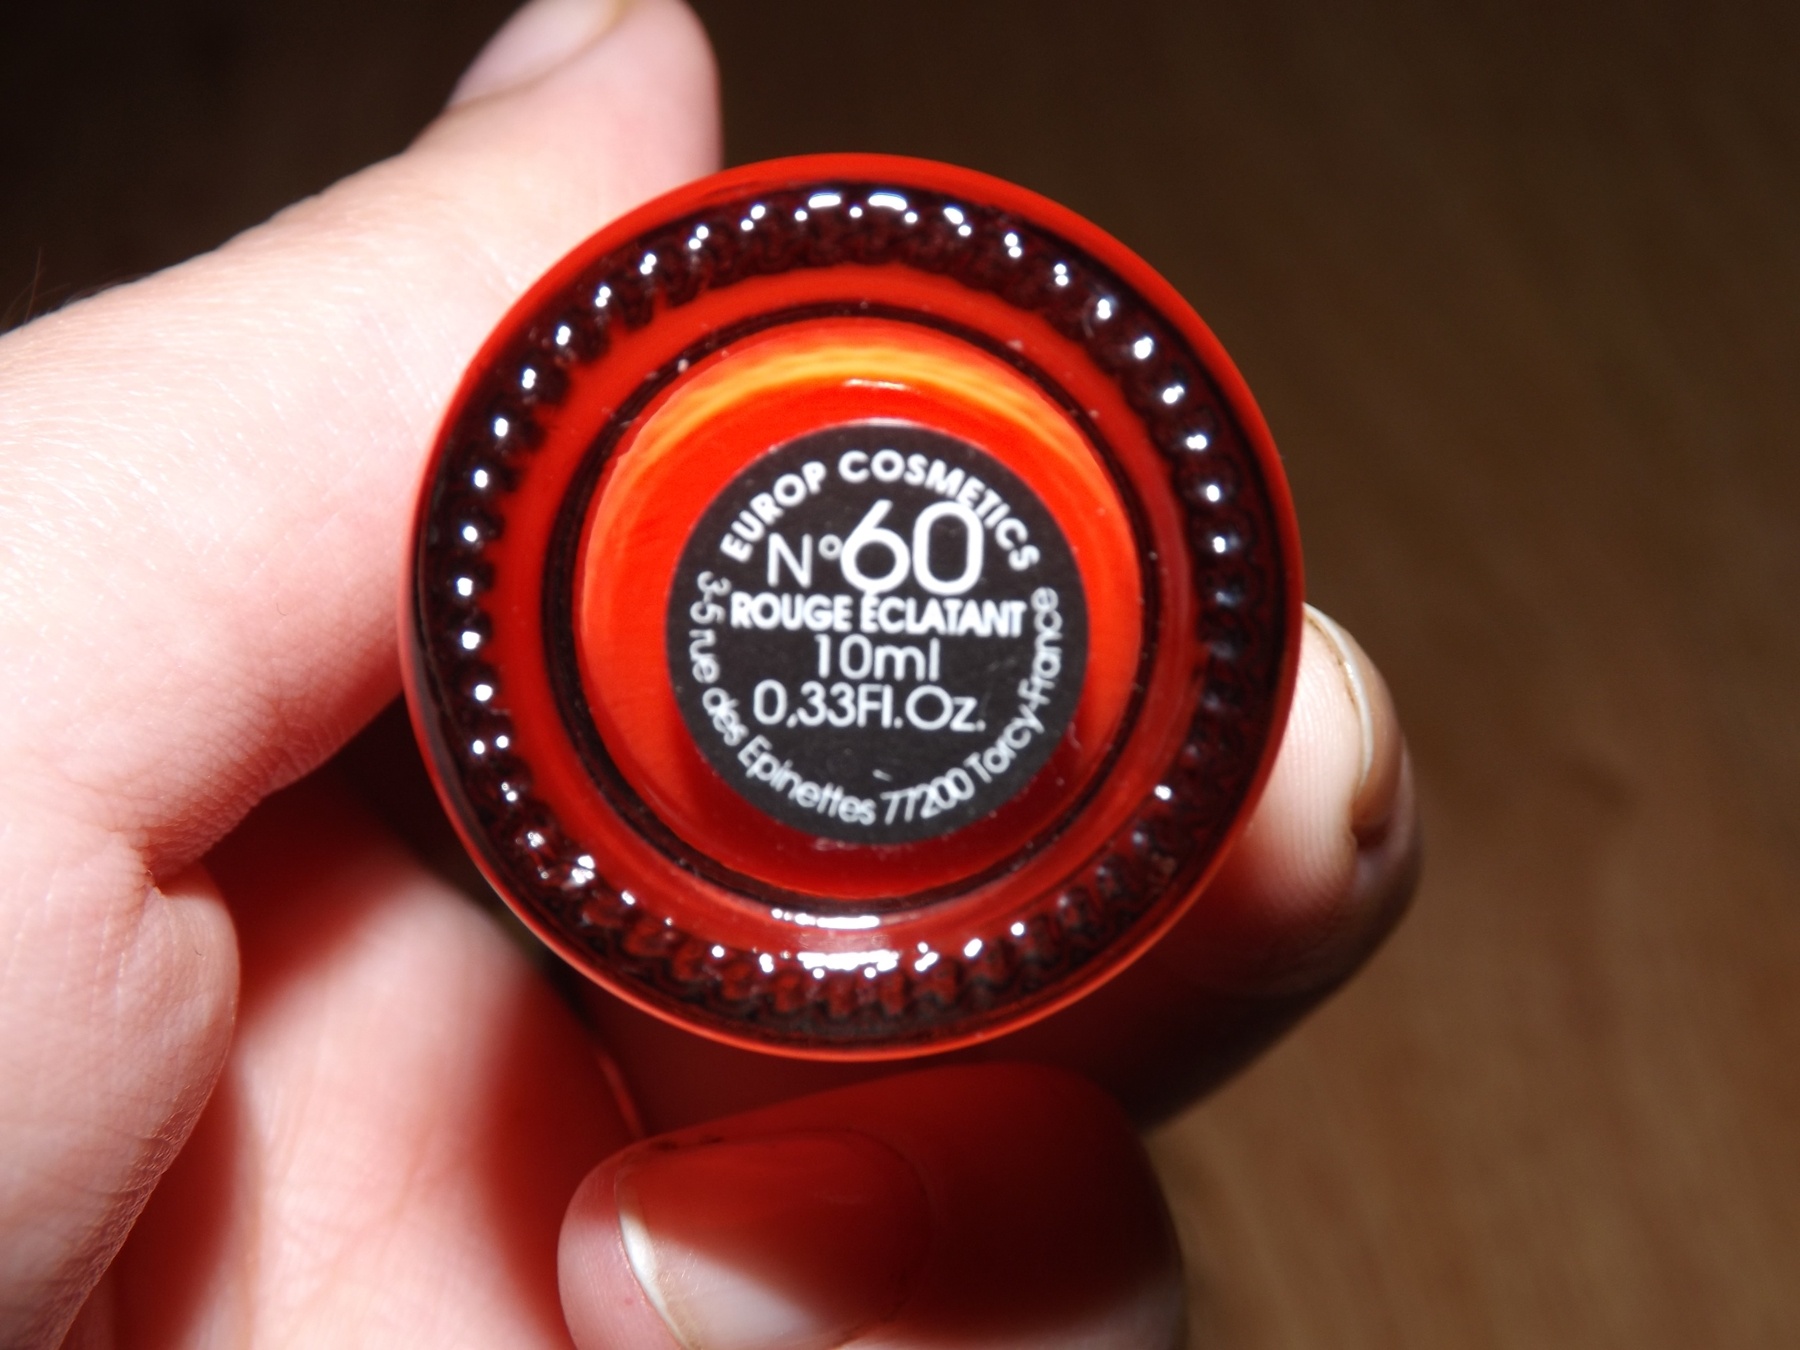 EUROP COSMETICS
N°60
ROUGE ÉCLATANT
10ml
0,33Fl.Oz.
3-5 rue des Epinettes 77200 Torcy-France